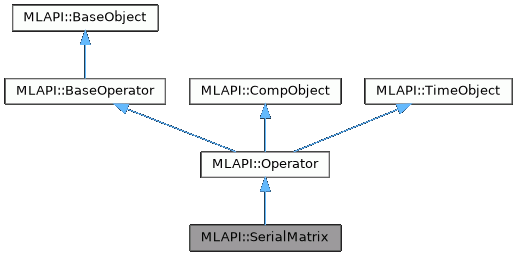 MLAPI::BaseObject
MLAPI::BaseOperator
MLAPI::CompObject
MLAPI::TimeObject
MLAPI::Operator
MLAPI::SerialMatrix